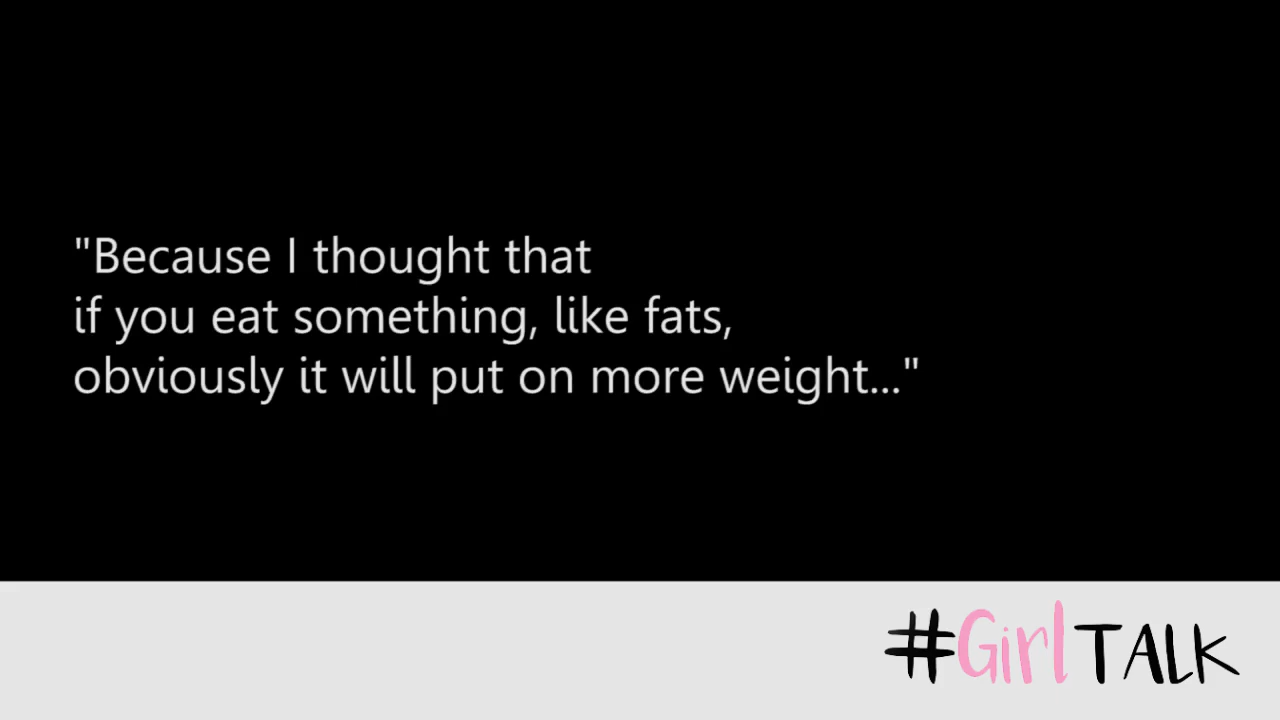 "Because I thought that
if you eat something, like fats,
obviously it will put on more weight..."
#GirlTALK